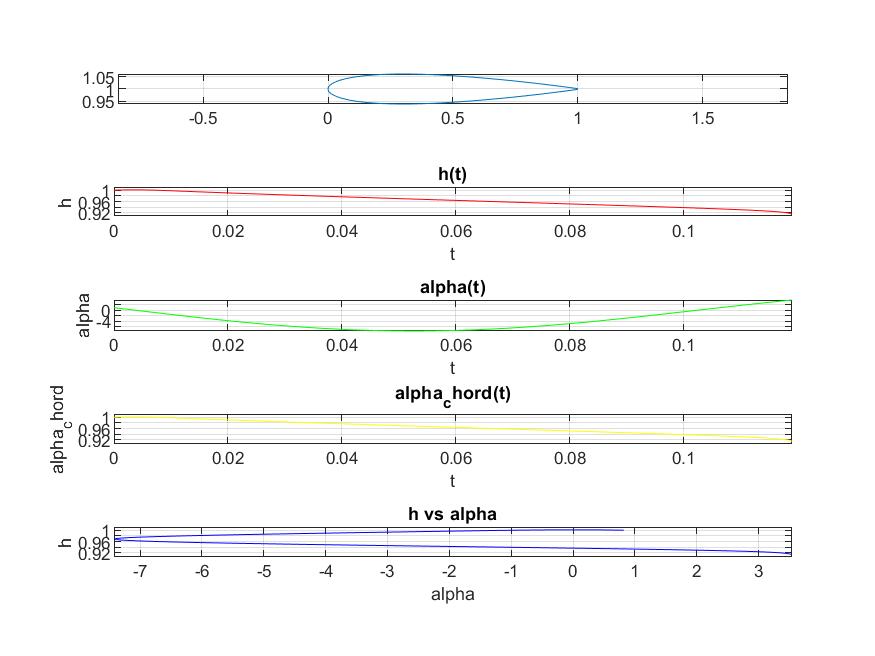 1.05
1
0.95
-0.5 0 0.5 1 1.5
h(t)
1
0.96
0.92
h
0 0.02 0.04 0.06 0.08 0.1
t
alpha(t)
0
-4
alpha
0 0.02 0.04 0.06 0.08 0.1
t
alpha_chord(t)
1
0.96
0.92
alpha_chord
0 0.02 0.04 0.06 0.08 0.1
t
h vs alpha
1
0.96
0.92
h
-7 -6 -5 -4 -3 -2 -1 0 1 2 3
alpha